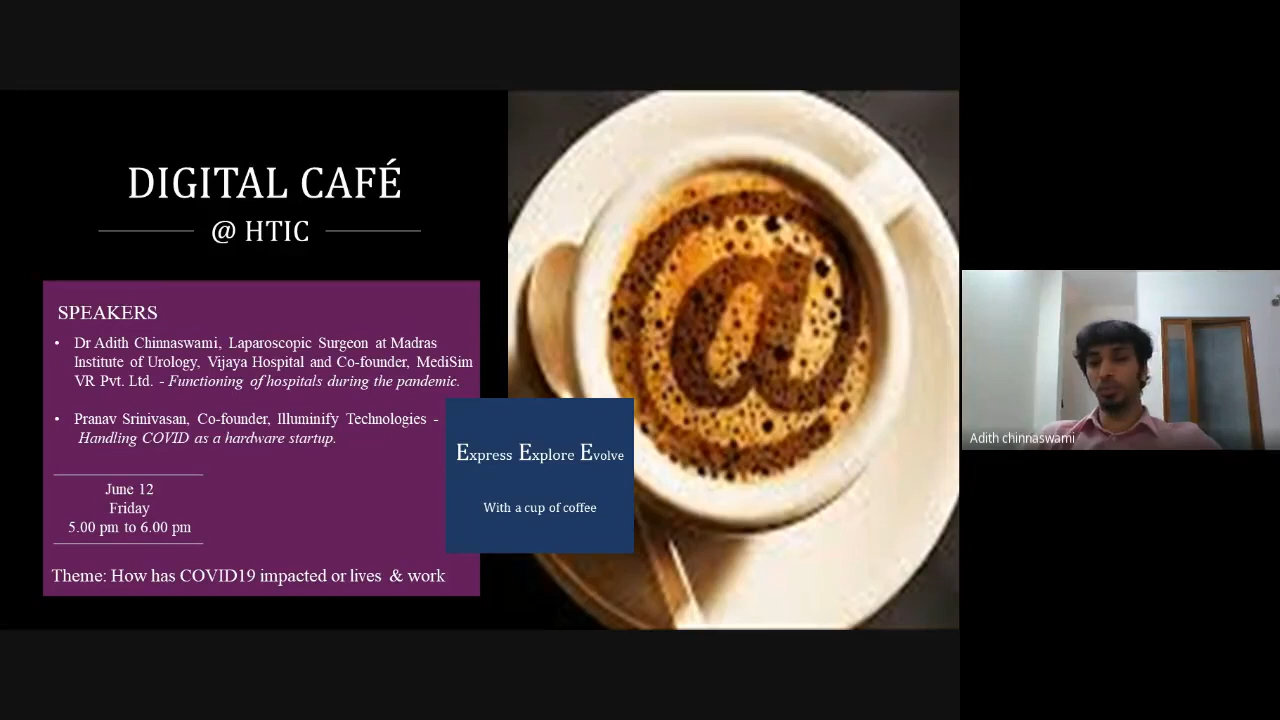 DIGITAL CAFÉ
@ HTIC
SPEAKERS
• Dr Adith Chinnaswami, Laparoscopic Surgeon at Madras
Institute of Urology, Vijaya Hospital and Co-founder, MediSim
VR Pvt. Ltd. - Functioning of hospitals during the pandemic.
• Pranav Srinivasan, Co-founder, Illuminify Technologies -
Handling COVID as a hardware startup.
June 12
Friday
5.00 pm to 6.00 pm
Theme: How has COVID19 impacted or lives & work
Express Explore Evolve
With a cup of coffee
@
Adith chinnaswami